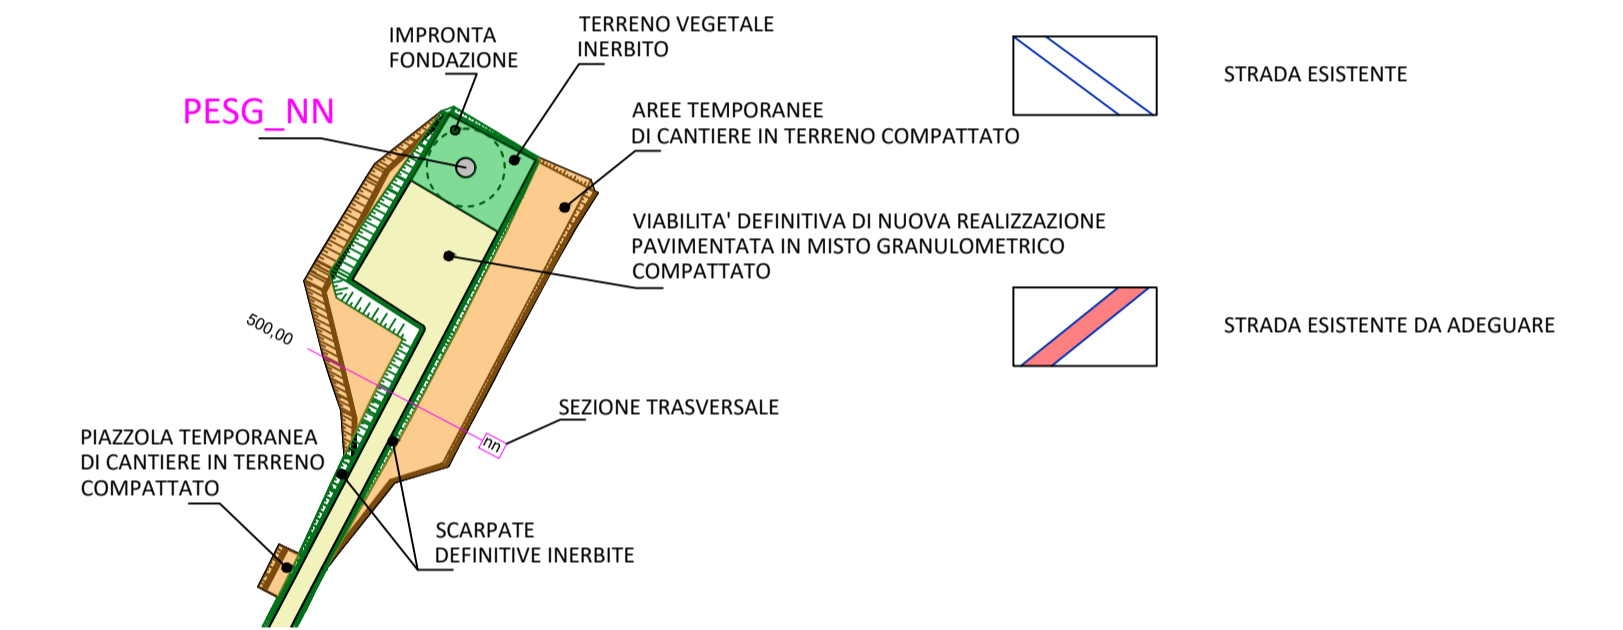 IMPRONTA
FONDAZIONE
TERRENO VEGETALE
INERBITO
PESG_NN
AREE TEMPORANEE
DI CANTIERE IN TERRENO COMPATTATO
VIABILITA' DEFINITIVA DI NUOVA REALIZZAZIONE
PAVIMENTATA IN MISTO GRANULOMETRICO
COMPATTATO
500,00
SEZIONE TRASVERSALE
nn
PIAZZOLA TEMPORANEA
DI CANTIERE IN TERRENO
COMPATTATO
SCARPATE
DEFINITIVE INERBITE
STRADA ESISTENTE
STRADA ESISTENTE DA ADEGUARE